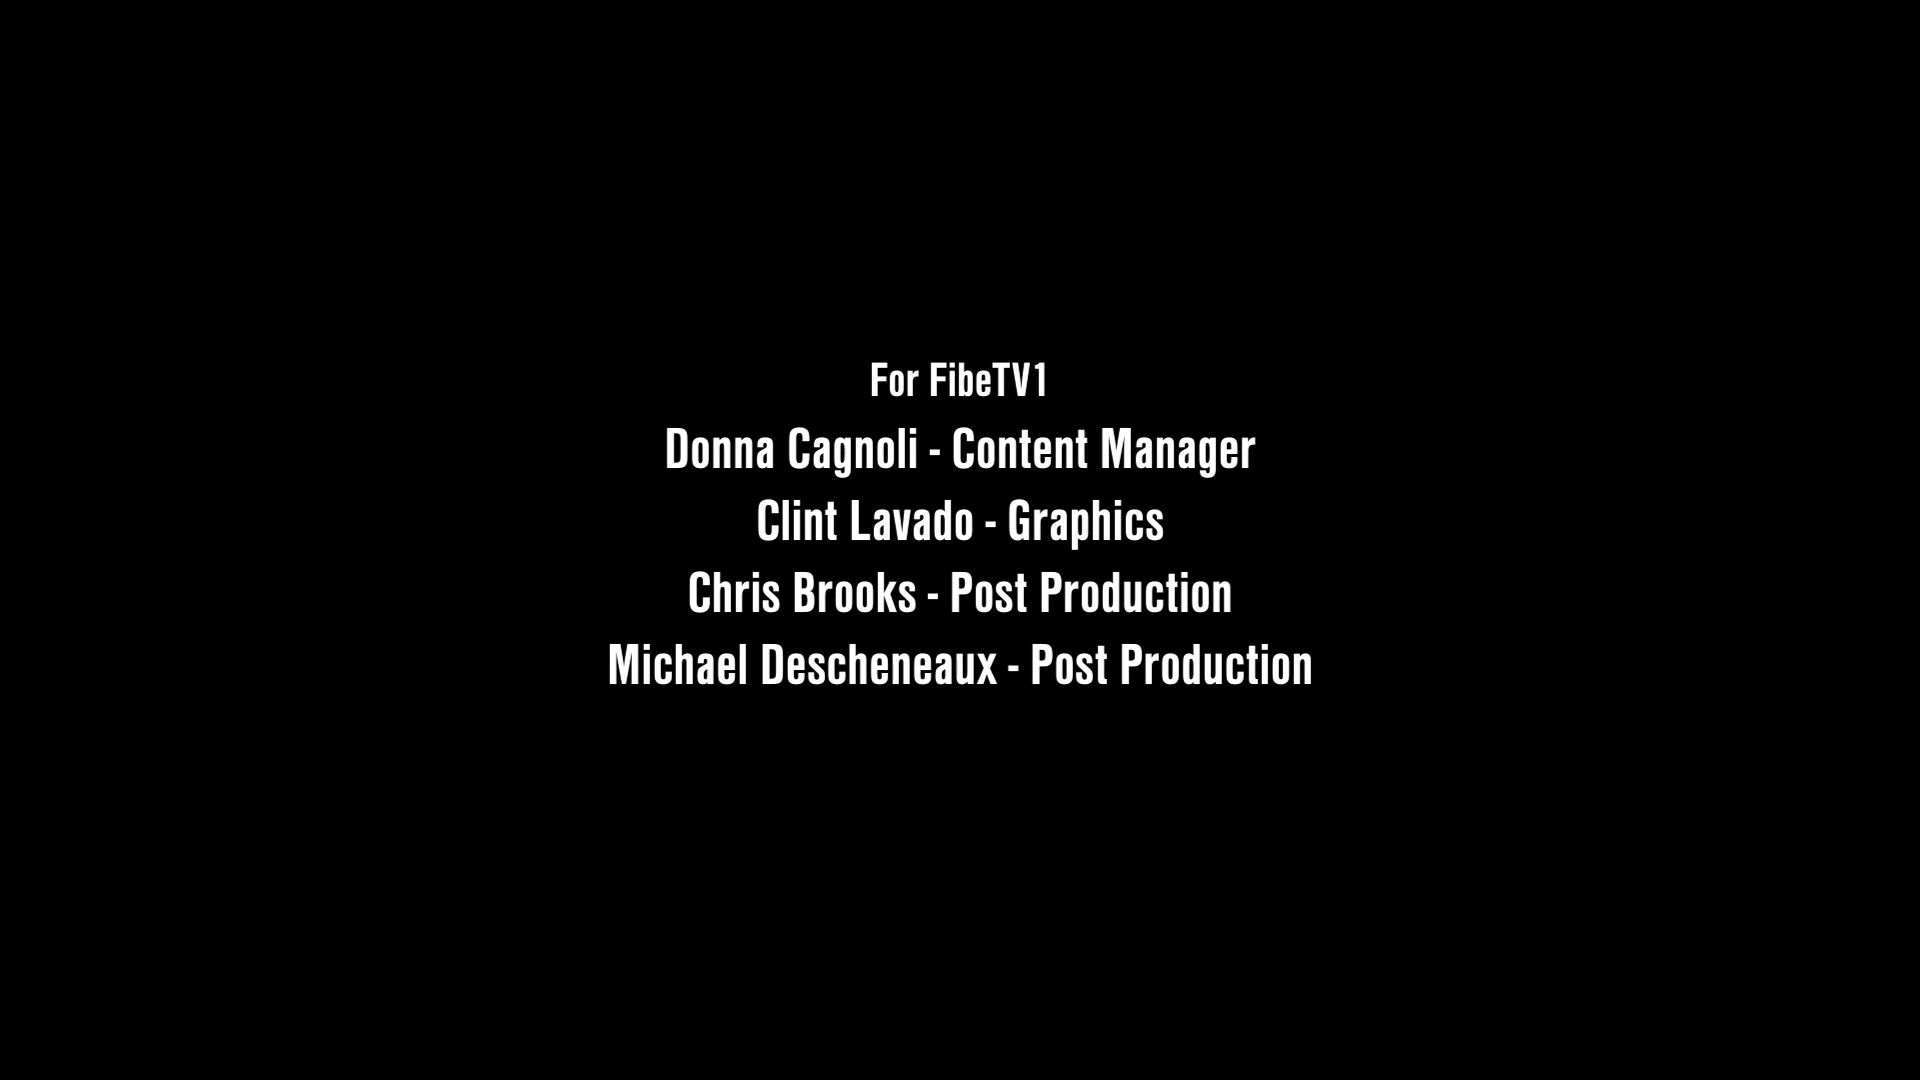 For FibeTV1
Donna Cagnoli - Content Manager
Clint Lavado - Graphics
Chris Brooks - Post Production
Michael Descheneaux - Post Production